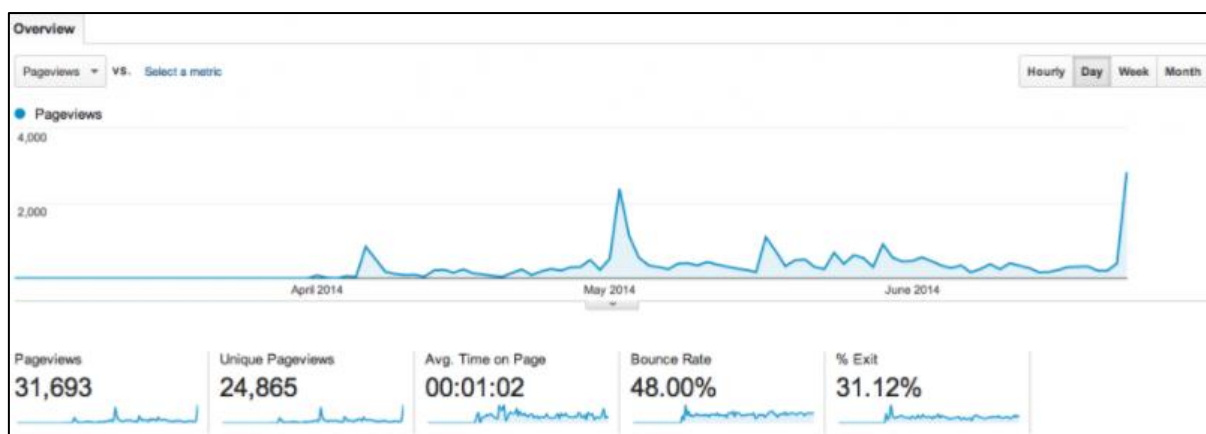 Overview
Pageviews VS. Select a metric
Hourly Day Week Month
Pageviews
4,000
2,000
April 2014 May 2014 June 2014
Pageviews Unique Pageviews Avg. Time on Page Bounce Rate % Exit
31,693 24,865 00:01:02 48.00% 31.12%